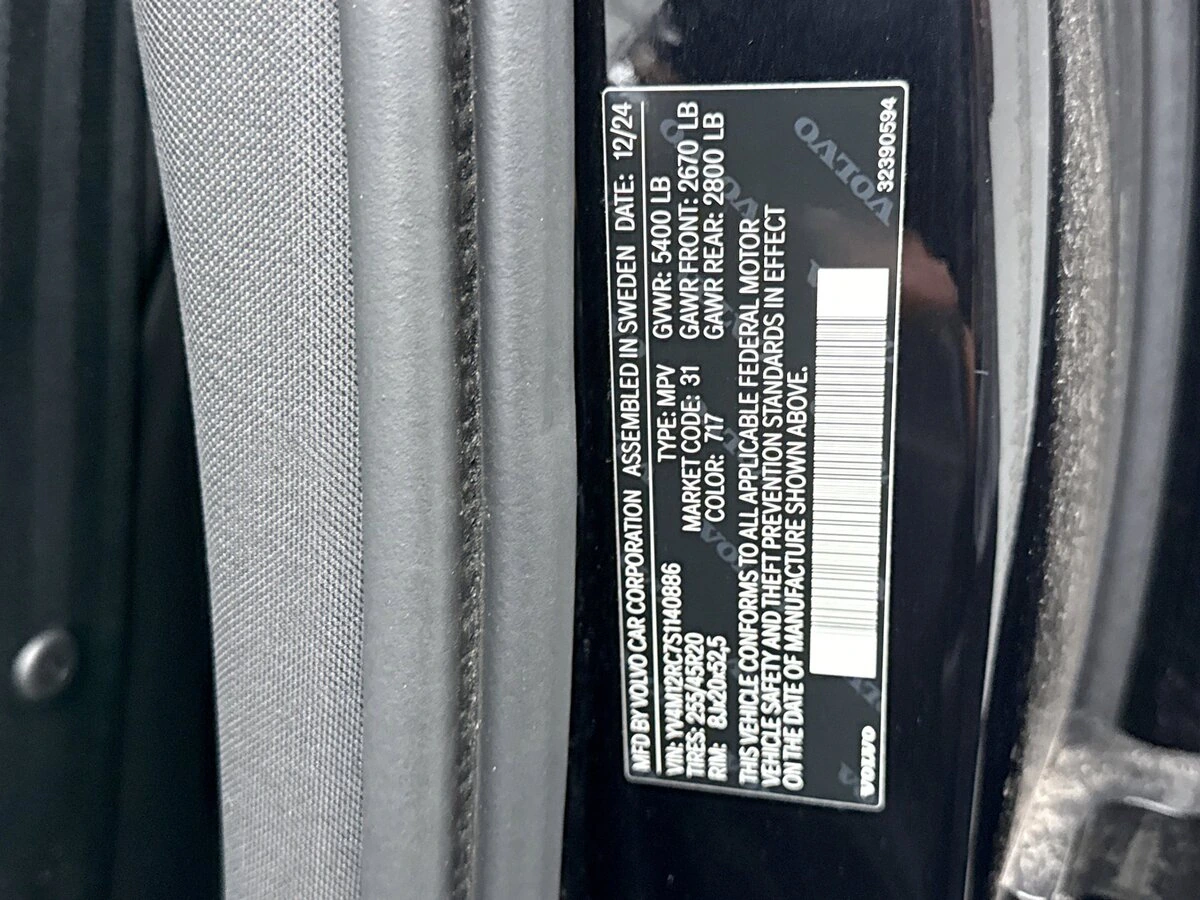 MFD BY VOLVO CAR CORPORATION ASSEMBLED IN SWEDEN DATE: 12/24
VIN: YV4M12RC7S1140886 TYPE: MPV GVWR: 5400 LB
TIRES: 255/45R20 MARKET CODE: 31 GAWR FRONT: 2670 LB
RIM: 8Jx20x52,5 COLOR: 717 GAWR REAR: 2800 LB
THIS VEHICLE CONFORMS TO ALL APPLICABLE FEDERAL MOTOR
VEHICLE SAFETY AND THEFT PREVENTION STANDARDS IN EFFECT
ON THE DATE OF MANUFACTURE SHOWN ABOVE.
VOLVO 32390594
VOLVO